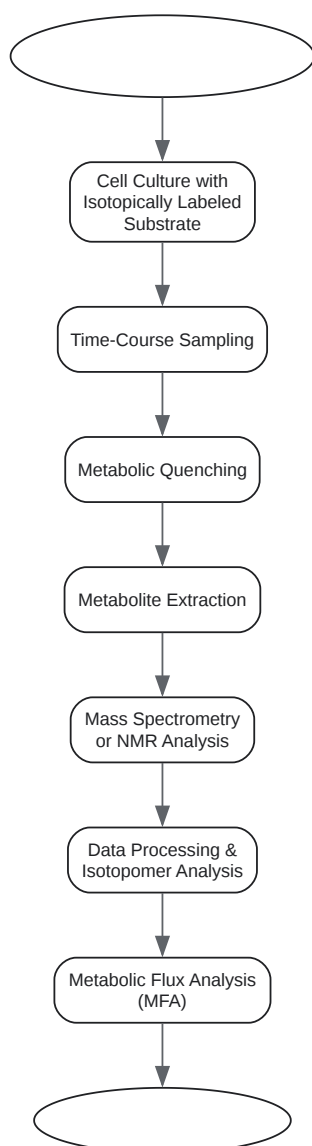 Cell Culture with
Isotopically Labeled
Substrate
Time-Course Sampling
Metabolic Quenching
Metabolite Extraction
Mass Spectrometry
or NMR Analysis
Data Processing &
Isotopomer Analysis
Metabolic Flux Analysis
(MFA)